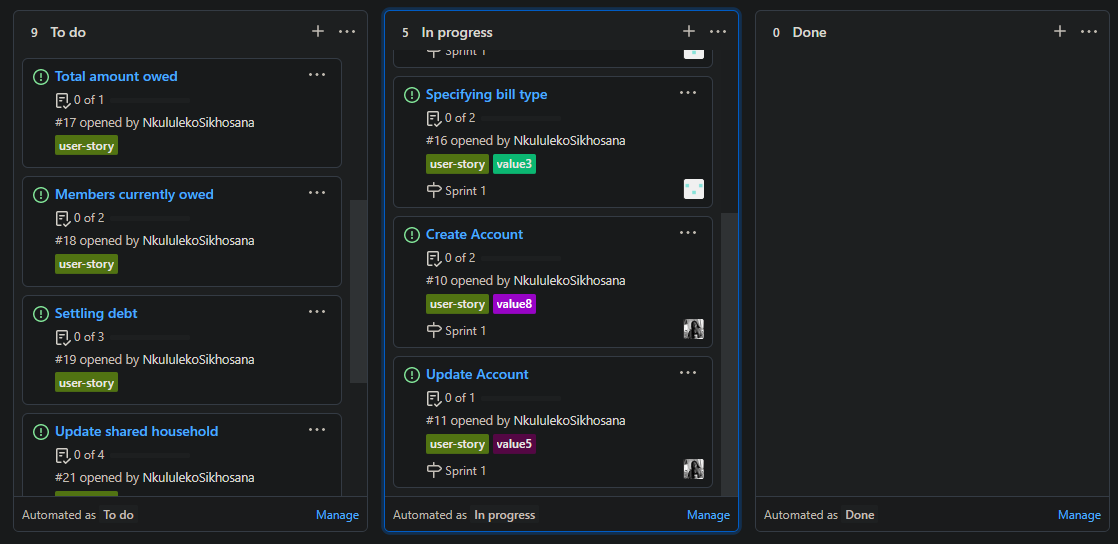 9 To do
Total amount owed
0 of 1
#17 opened by NkululekoSikhosana
user-story
Members currently owed
0 of 2
#18 opened by NkululekoSikhosana
user-story
Settling debt
0 of 3
#19 opened by NkululekoSikhosana
user-story
Update shared household
0 of 4
#21 opened by NkululekoSikhosana
Automated as To do
Manage
5 In progress
Sprint 1
Specifying bill type
0 of 2
#16 opened by NkululekoSikhosana
user-story value3
Sprint 1
Create Account
0 of 2
#10 opened by NkululekoSikhosana
user-story value8
Sprint 1
Update Account
0 of 1
#11 opened by NkululekoSikhosana
user-story value5
Sprint 1
Automated as In progress
Manage
0 Done
Automated as Done
Manage